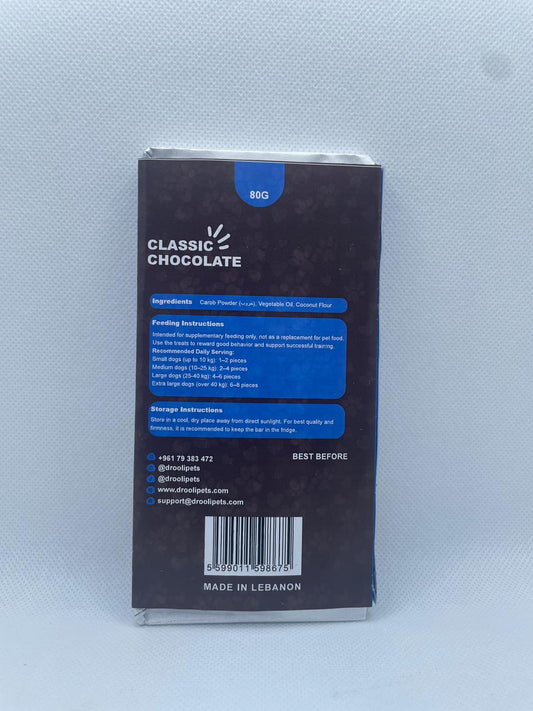 80G
CLASSIC
CHOCOLATE
Ingredients Carob Powder (خروب), Vegetable Oil, Coconut Flour
Feeding Instructions
Intended for supplementary feeding only, not as a replacement for pet food.
Use the treats to reward good behavior and support successful training.
Recommended Daily Serving:
Small dogs (up to 10 kg): 1–2 pieces
Medium dogs (10–25 kg): 2–4 pieces
Large dogs (25-40 kg): 4–6 pieces
Extra large dogs (over 40 kg): 6–8 pieces
Storage Instructions
Store in a cool, dry place away from direct sunlight. For best quality and
firmness, it is recommended to keep the bar in the fridge.
+961 79 383 472
BEST BEFORE
@droolipets
@droolipets
www.droolipets.com
support@droolipets.com
5 599011 598675
MADE IN LEBANON